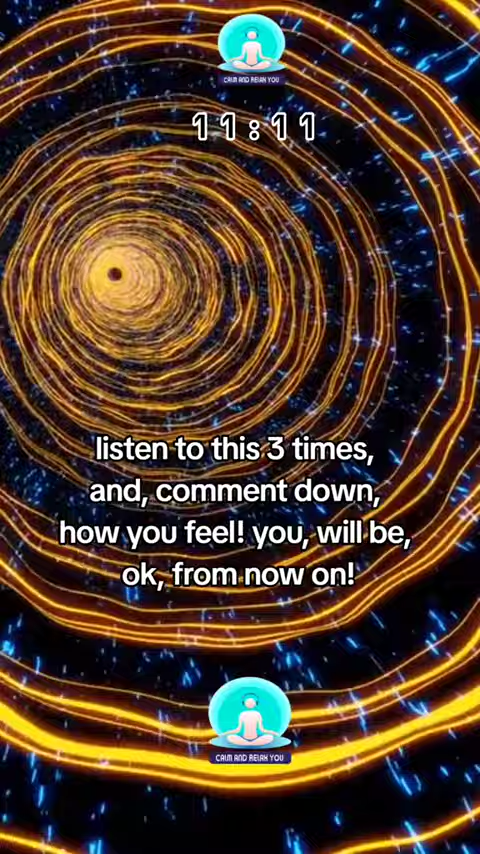 CALM AND RELAX YOU
11:11
listen to this 3 times,
and, comment down,
how you feel! you, will be,
ok, from now on!
CALM AND RELAX YOU